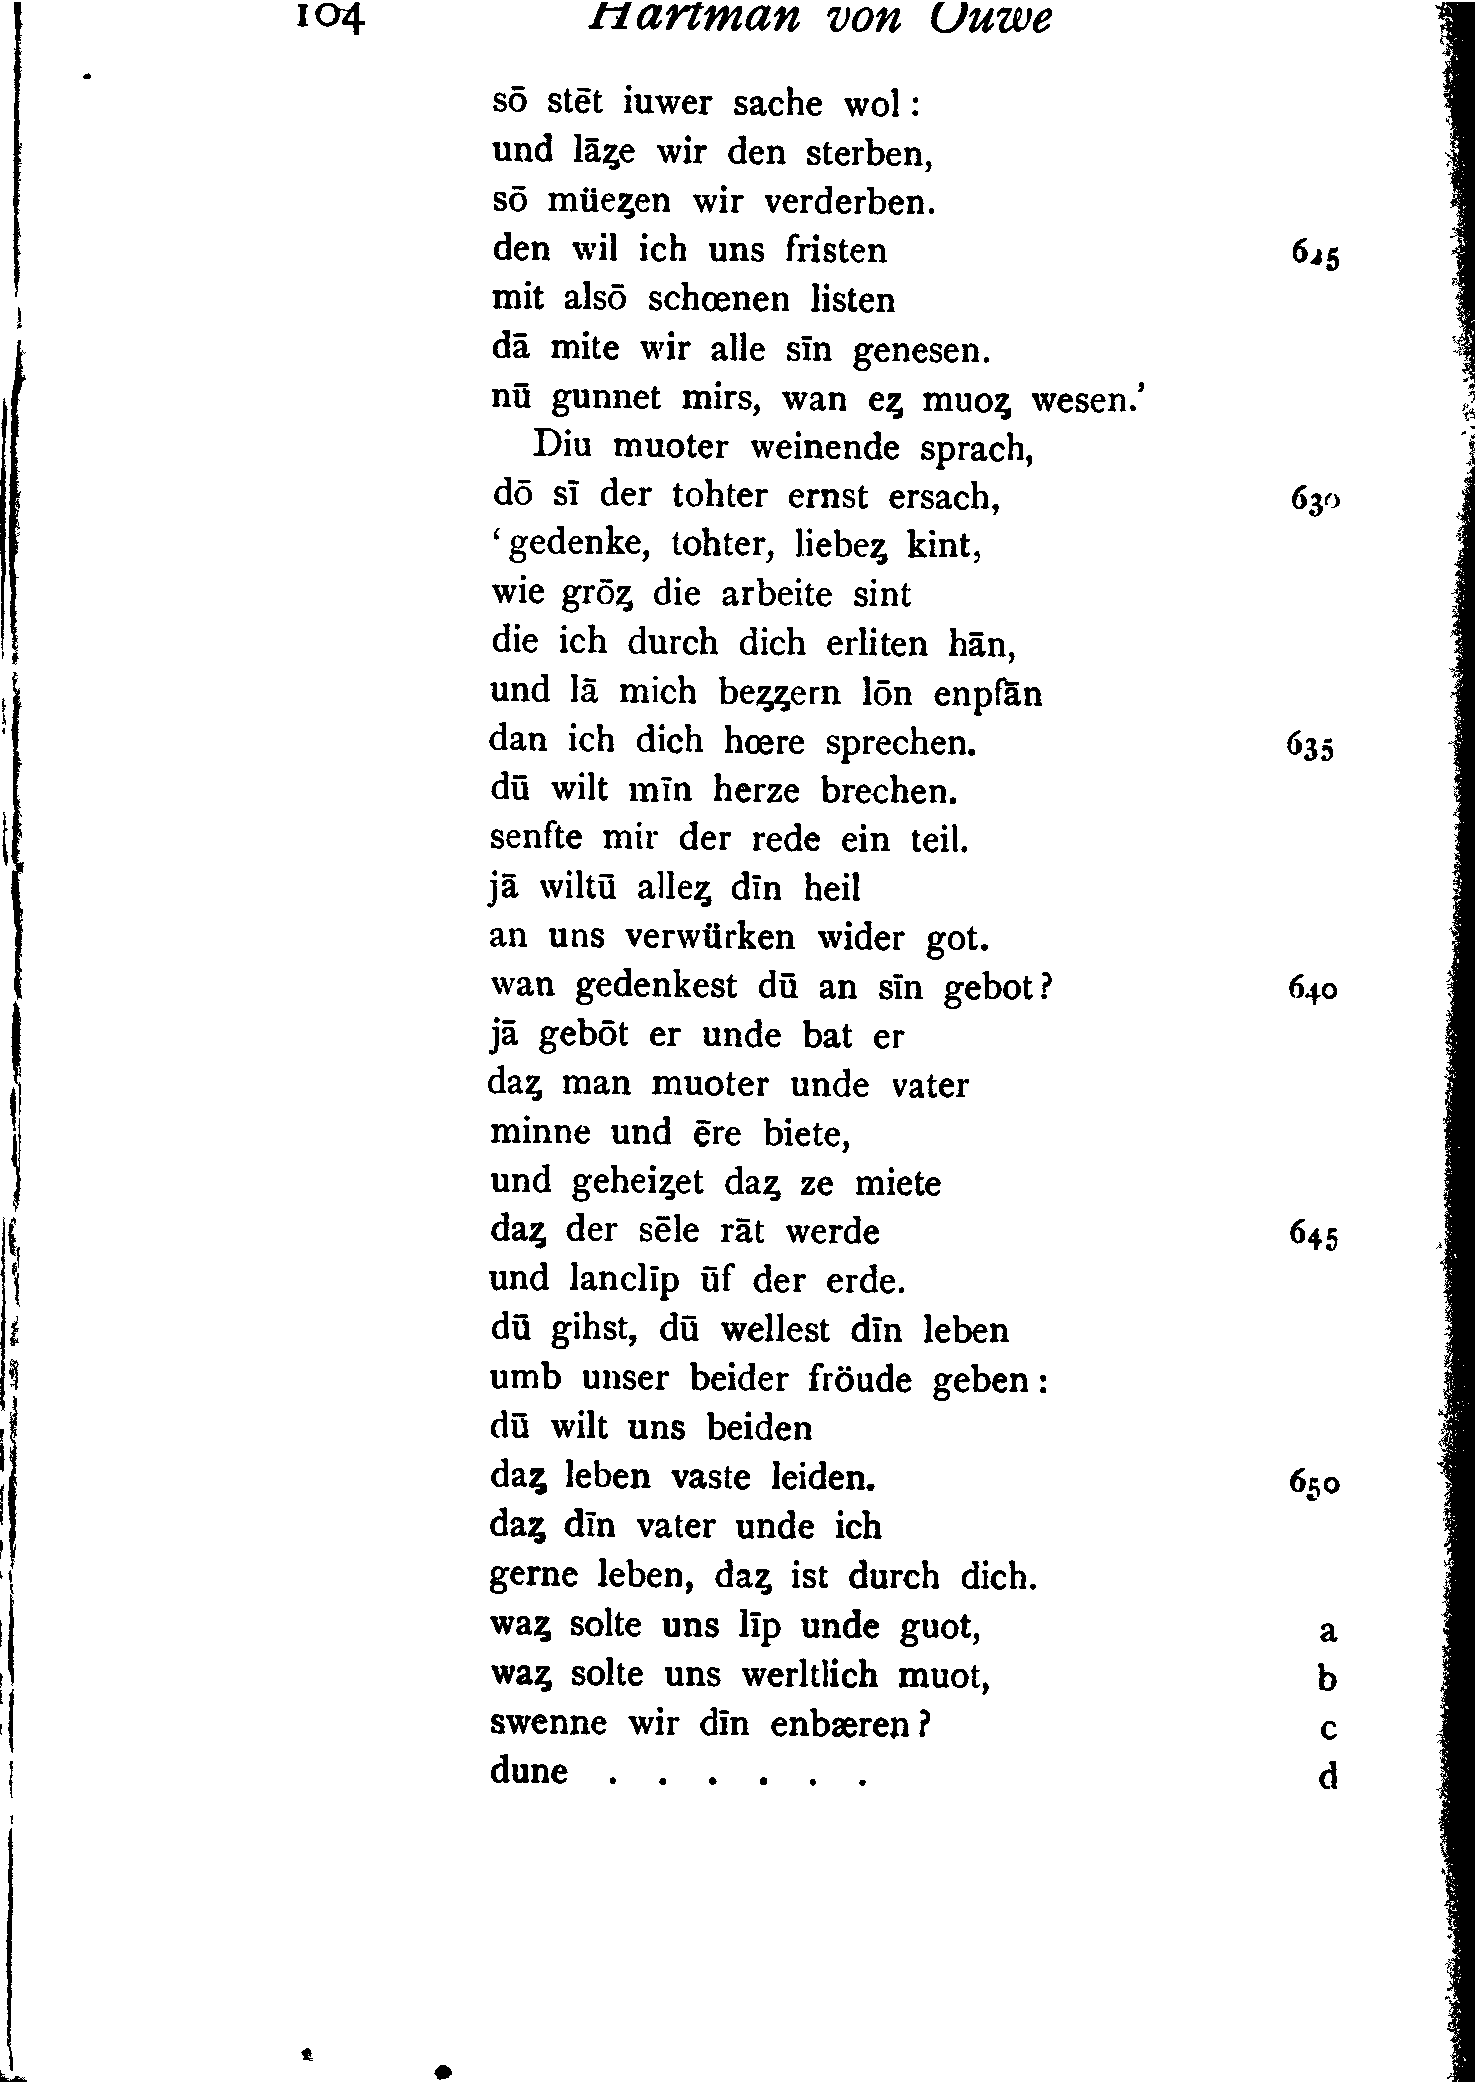 104 Hartman von Ouwe
sō stēt iuwer sache wol :
und lāȥe wir den sterben,
sō müeȥen wir verderben.
den wil ich uns fristen 625
mit alsō schœnen listen
dā mite wir alle sīn genesen.
nū gunnet mirs, wan eȥ muoȥ wesen.’
Diu muoter weinende sprach,
dō sī der tohter ernst ersach, 630
‘gedenke, tohter, liebeȥ kint,
wie grōȥ die arbeite sint
die ich durch dich erliten hān,
und lā mich beȥȥern lōn enpfān
dan ich dich hœre sprechen. 635
dū wilt mīn herze brechen.
senfte mir der rede ein teil.
jā wiltū alleȥ dīn heil
an uns verwürken wider got.
wan gedenkest dū an sīn gebot ? 640
jā gebōt er unde bat er
daȥ man muoter unde vater
minne und ēre biete,
und geheiȥet daȥ ze miete
daȥ der sēle rāt werde 645
und lanclīp ūf der erde.
dū gihst, dū wellest dīn leben
umb unser beider fröude geben :
dū wilt uns beiden
daȥ leben vaste leiden. 650
daȥ dīn vater unde ich
gerne leben, daȥ ist durch dich.
waȥ solte uns līp unde guot, a
waȥ solte uns werltlich muot, b
swenne wir dīn enbæren ? c
dune . . . . . . d